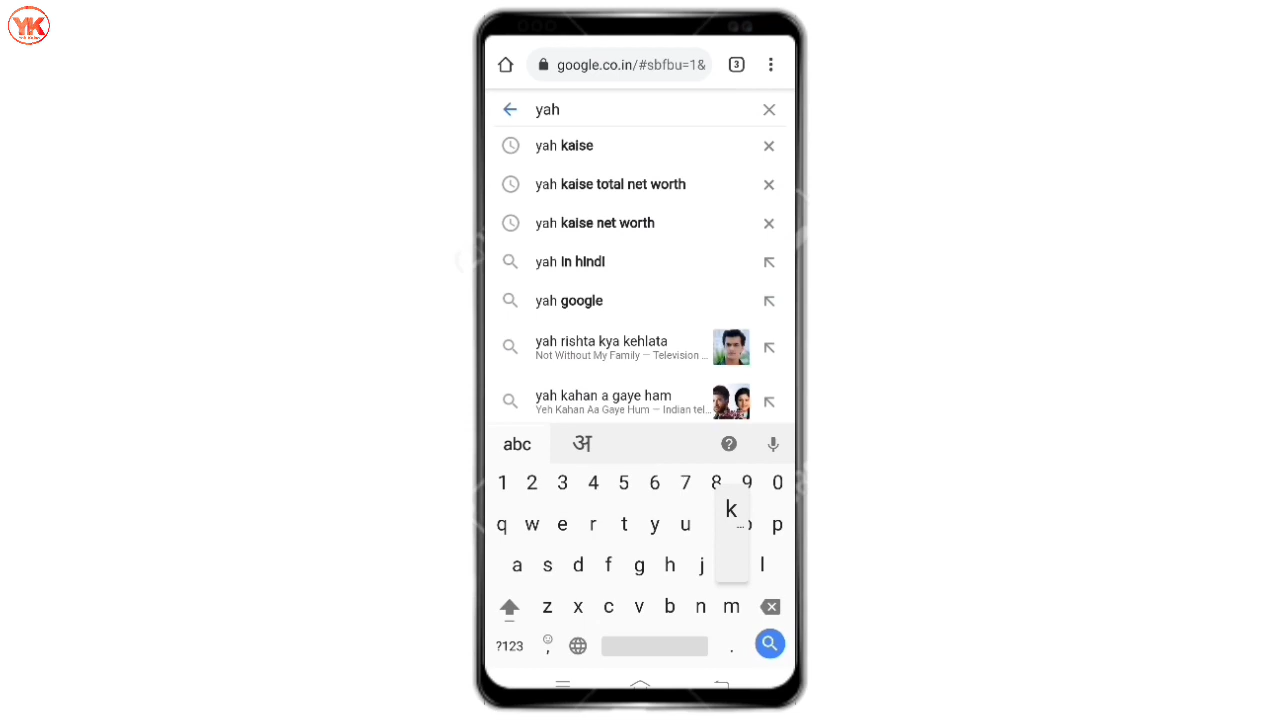 YK
google.co.in/#sbfbu=1&
3
yah
yah kaise
yah kaise total net worth
yah kaise net worth
yah in hindi
yah google
yah rishta kya kehlata
Not Without My Family — Television ...
yah kahan a gaye ham
Yeh Kahan Aa Gaye Hum — Indian tel...
abc अ ?
1 2 3 4 5 6 7 8 9 0
k
q w e r t y u o p
a s d f g h j l
z x c v b n m
?123 , .